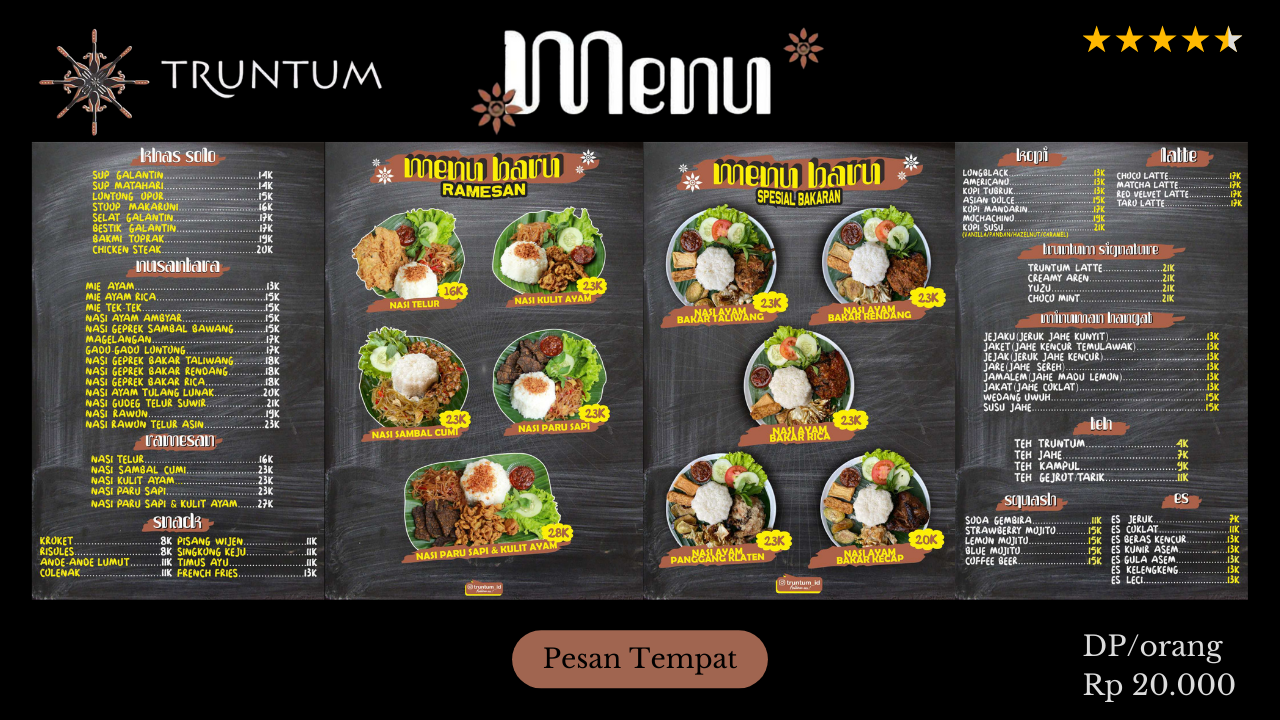 TRUNTUM
Menu
khas solo
SUP GALANTIN 14K
SUP MATAHARI 14K
LONTONG OPOR 15K
STUUP MAKARONI 16K
SELAT GALANTIN 17K
BESTIK GALANTIN 17K
BAKMI TOPRAK 19K
CHICKEN STEAK 20K
nusantara
MIE AYAM 13K
MIE AYAM RICA 15K
MIE TEK-TEK 15K
NASI AYAM AMBYAR 15K
NASI GEPREK SAMBAL BAWANG 15K
MAGELANGAN 17K
GADO-GADO LONTONG 17K
NASI GEPREK BAKAR TALIWANG 18K
NASI GEPREK BAKAR RENDANG 18K
NASI GEPREK BAKAR RICA 18K
NASI AYAM TULANG LUNAK 20K
NASI GUDEG TELUR SUWIR 21K
NASI RAWON 19K
NASI RAWON TELUR ASIN 23K
ramesan
NASI TELUR 16K
NASI SAMBAL CUMI 23K
NASI KULIT AYAM 23K
NASI PARU SAPI 23K
NASI PARU SAPI & KULIT AYAM 27K
snack
KROKET 8K PISANG WIJEN 11K
RISOLES 8K SINGKONG KEJU 11K
ANDE-ANDE LUMUT 11K TIMUS AYU 11K
COLENAK 11K FRENCH FRIES 13K
menu baru
RAMESAN
16K
NASI TELUR
23K
NASI KULIT AYAM
23K
NASI SAMBAL CUMI
23K
NASI PARU SAPI
28K
NASI PARU SAPI & KULIT AYAM
truntum_id
menu baru
SPESIAL BAKARAN
23K
NASI AYAM
BAKAR TALIWANG
23K
NASI AYAM
BAKAR RENDANG
23K
NASI AYAM
BAKAR RICA
23K
NASI AYAM
PANGGANG KLATEN
20K
NASI AYAM
BAKAR KECAP
truntum_id
kopi
LONGBLACK 13K
AMERICANO 13K
KOPI TUBRUK 13K
ASIAN DOLCE 15K
KOPI MANDARIN 17K
MOCHACHINO 19K
KOPI SUSU 21K
(VANILLA/PANDAN/HAZELNUT/CARAMEL)
latte
CHOCO LATTE 17K
MATCHA LATTE 17K
RED VELVET LATTE 17K
TARO LATTE 17K
truntum signature
TRUNTUM LATTE 21K
CREAMY AREN 21K
YUZU 21K
CHOCO MINT 21K
minuman hangat
JEJAKU (JERUK JAHE KUNYIT) 13K
JAKET (JAHE KENCUR TEMULAWAK) 13K
JEJAK (JERUK JAHE KENCUR) 13K
JARE (JAHE SEREH) 13K
JAMALEM (JAHE MADU LEMON) 13K
JAKAT (JAHE COKLAT) 13K
WEDANG UWUH 15K
SUSU JAHE 15K
teh
TEH TRUNTUM 4K
TEH JAHE 7K
TEH KAMPUL 9K
TEH GEJROT/TARIK 11K
squash
SODA GEMBIRA 11K
STRAWBERRY MOJITO 15K
LEMON MOJITO 15K
BLUE MOJITO 15K
COFFEE BEER 15K
es
ES JERUK 7K
ES COKLAT 11K
ES BERAS KENCUR 13K
ES KUNIR ASEM 13K
ES GULA ASEM 13K
ES KELENGKENG 13K
ES LECI 13K
Pesan Tempat
DP/orang
Rp 20.000